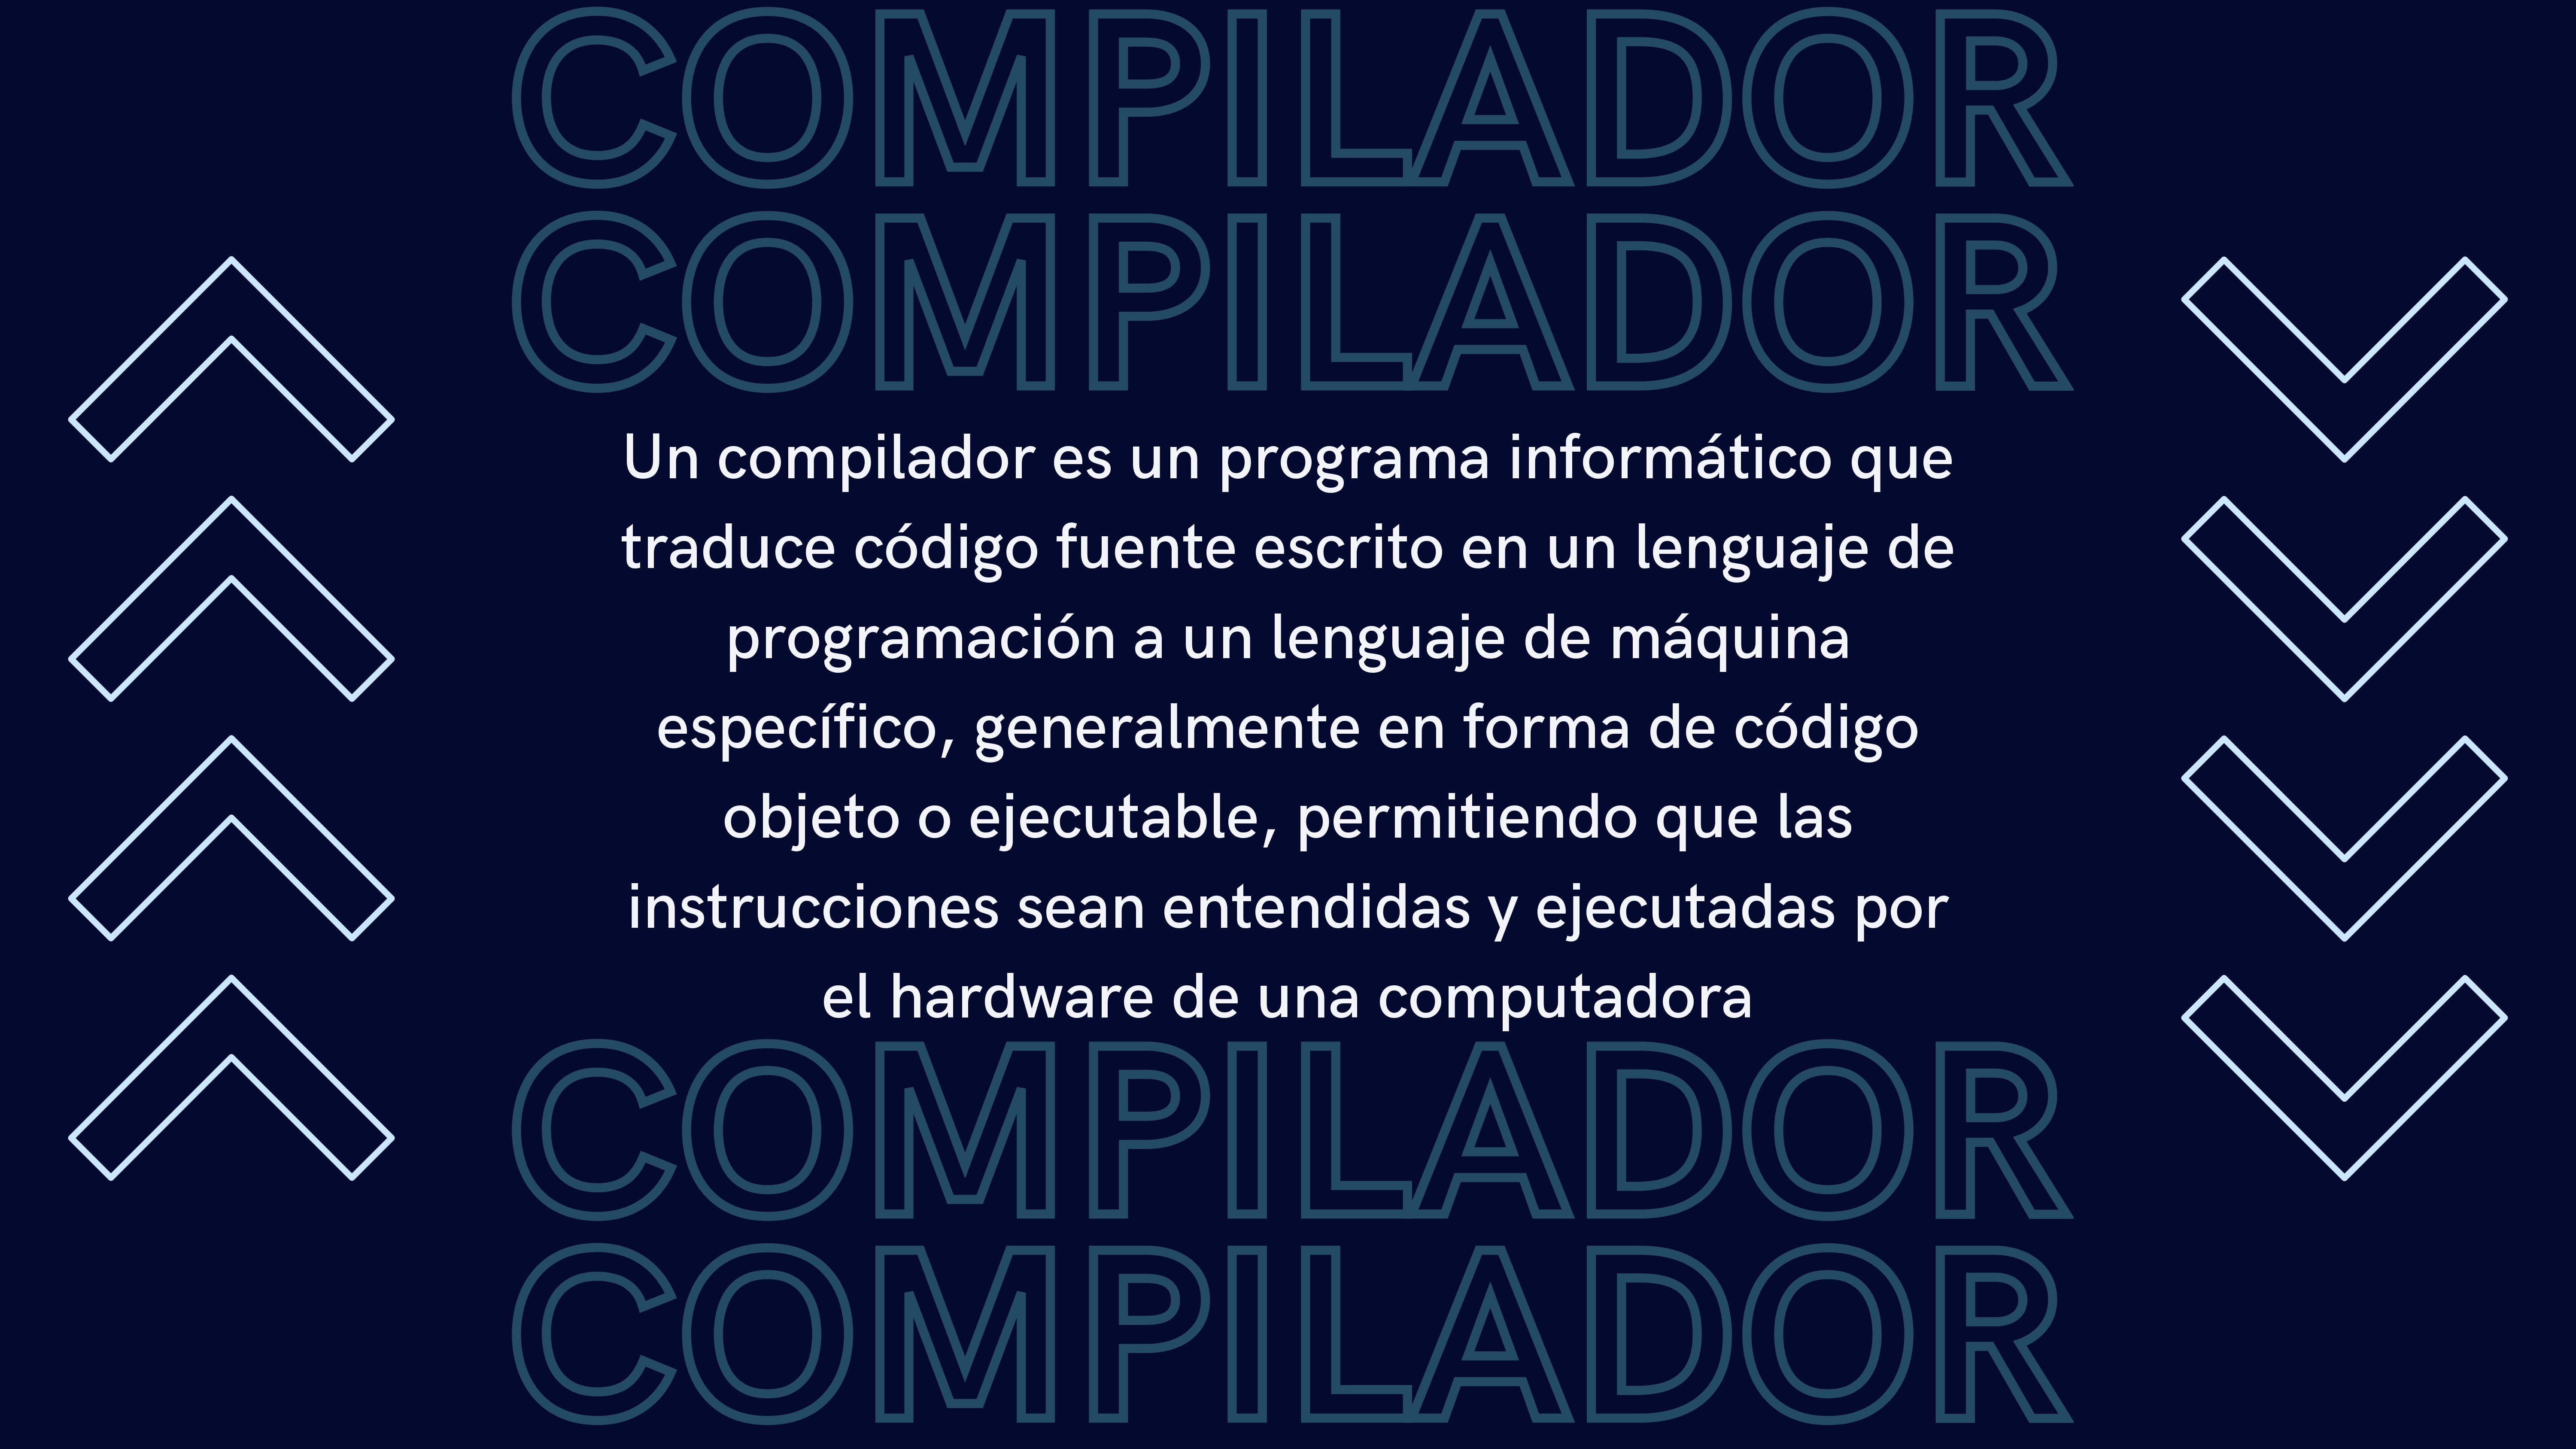 COMPILADOR
COMPILADOR
Un compilador es un programa informático que
traduce código fuente escrito en un lenguaje de
programación a un lenguaje de máquina
específico, generalmente en forma de código
objeto o ejecutable, permitiendo que las
instrucciones sean entendidas y ejecutadas por
el hardware de una computadora
COMPILADOR
COMPILADOR